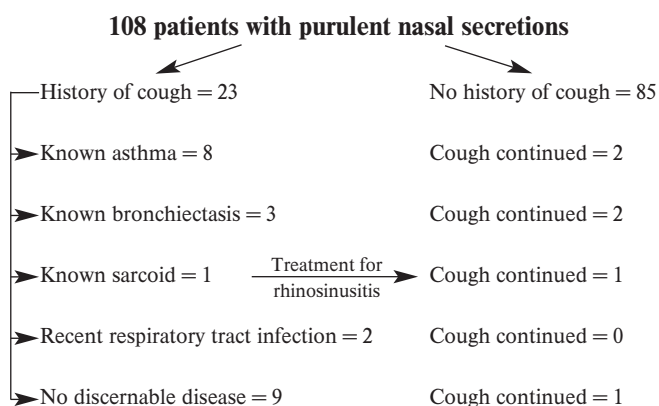 108 patients with purulent nasal secretions
History of cough = 23
No history of cough = 85
Known asthma = 8
Cough continued = 2
Known bronchiectasis = 3
Cough continued = 2
Known sarcoid = 1
Treatment for
rhinosinusitis
Cough continued = 1
Recent respiratory tract infection = 2
Cough continued = 0
No discernable disease = 9
Cough continued = 1